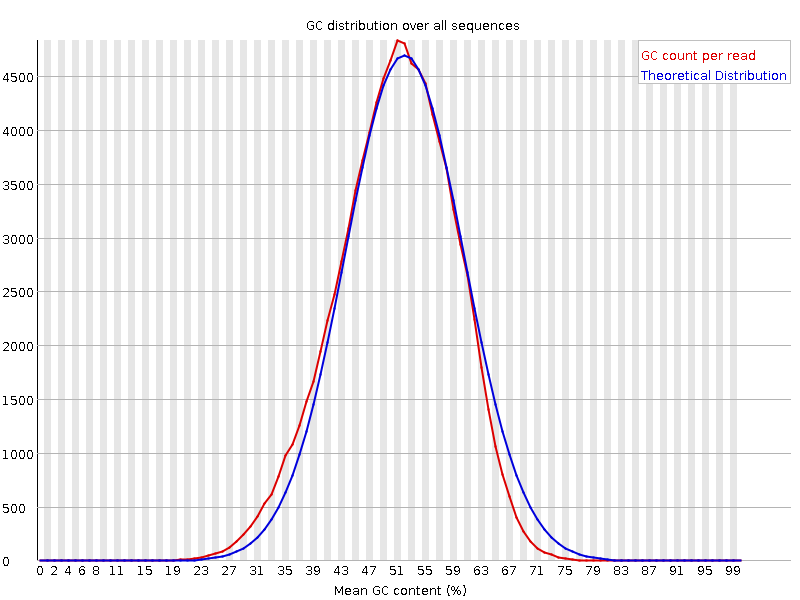 GC distribution over all sequences
GC count per read
Theoretical Distribution
4500
4000
3500
3000
2500
2000
1500
1000
500
0
0 2 4 6 8 11 15 19 23 27 31 35 39 43 47 51 55 59 63 67 71 75 79 83 87 91 95 99
Mean GC content (%)